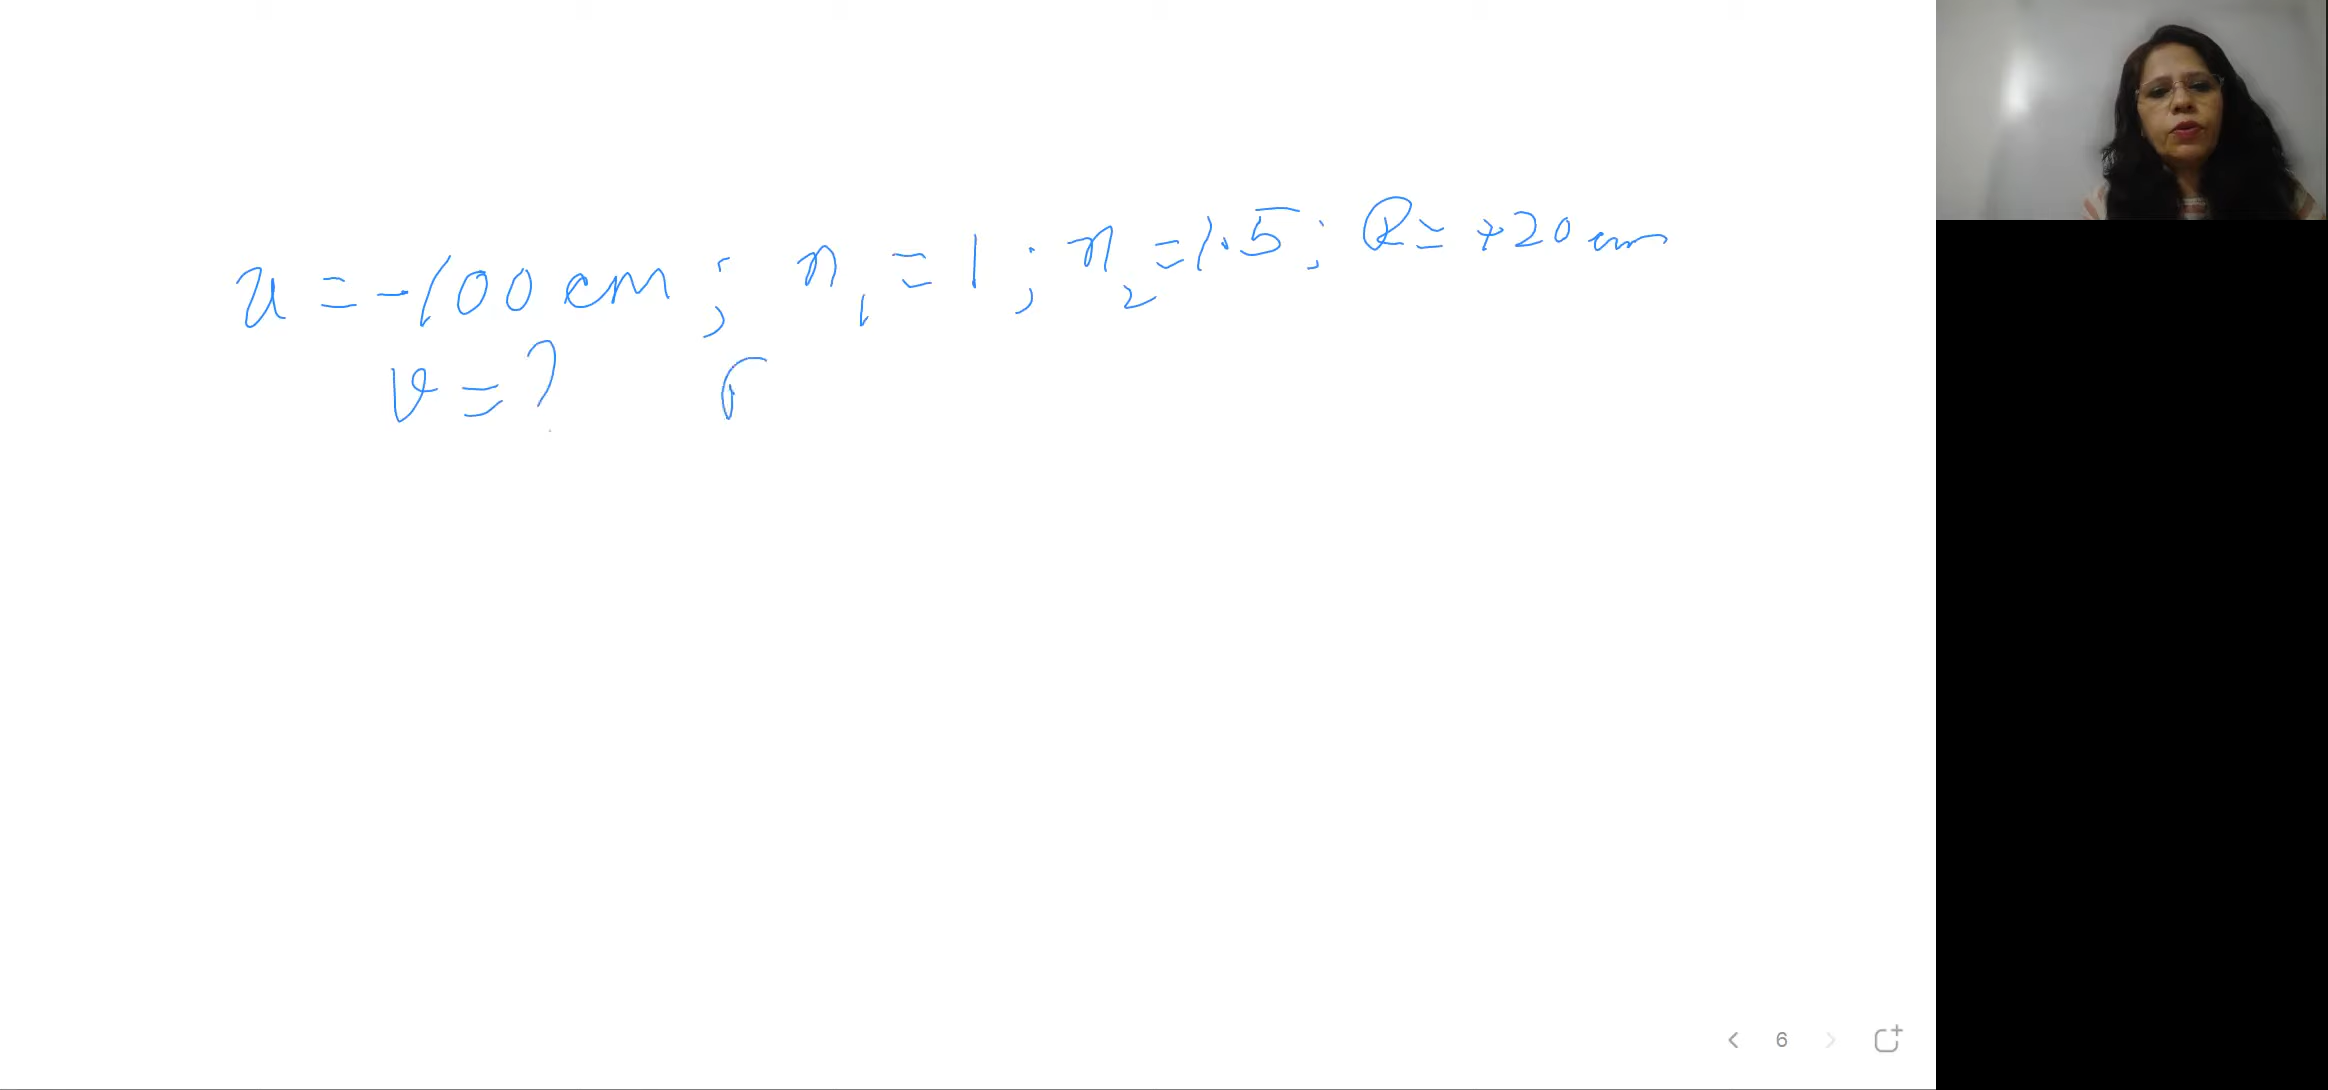 u = -100 cm ; n₁ = 1 ; n₂ = 1.5 ; R = +20 cm
v = ?
6